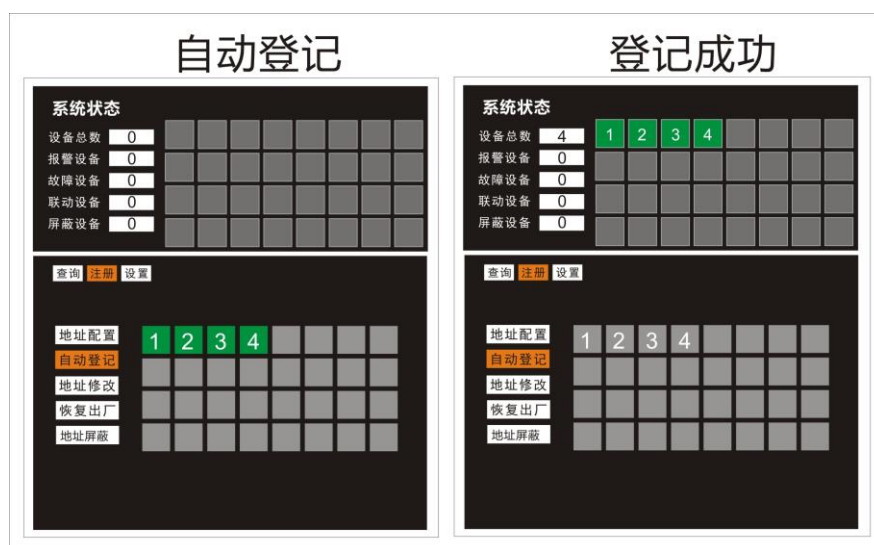 自动登记
系统状态
设备总数 0
报警设备 0
故障设备 0
联动设备 0
屏蔽设备 0
查询 注册 设置
地址配置
自动登记
地址修改
恢复出厂
地址屏蔽
1 2 3 4
登记成功
系统状态
设备总数 4
报警设备 0
故障设备 0
联动设备 0
屏蔽设备 0
1 2 3 4
查询 注册 设置
地址配置
自动登记
地址修改
恢复出厂
地址屏蔽
1 2 3 4